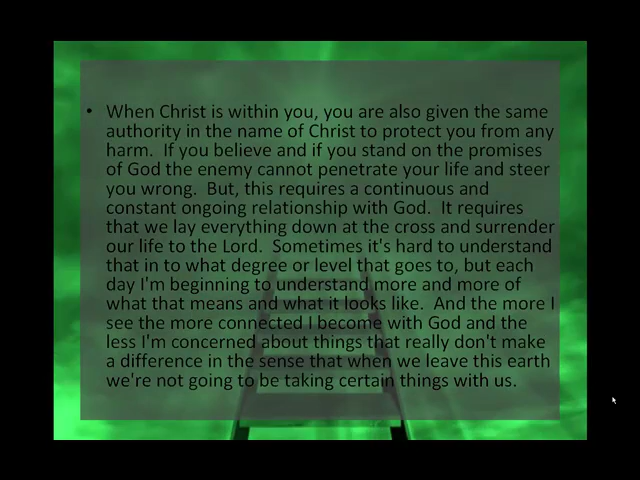 • When Christ is within you, you are also given the same
authority in the name of Christ to protect you from any
harm.  If you believe and if you stand on the promises
of God the enemy cannot penetrate your life and steer
you wrong.  But, this requires a continuous and
constant ongoing relationship with God.  It requires
that we lay everything down at the cross and surrender
our life to the Lord.  Sometimes it's hard to understand
that in to what degree or level that goes to, but each
day I'm beginning to understand more and more of
what that means and what it looks like.  And the more I
see the more connected I become with God and the
less I'm concerned about things that really don't make
a difference in the sense that when we leave this earth
we're not going to be taking certain things with us.